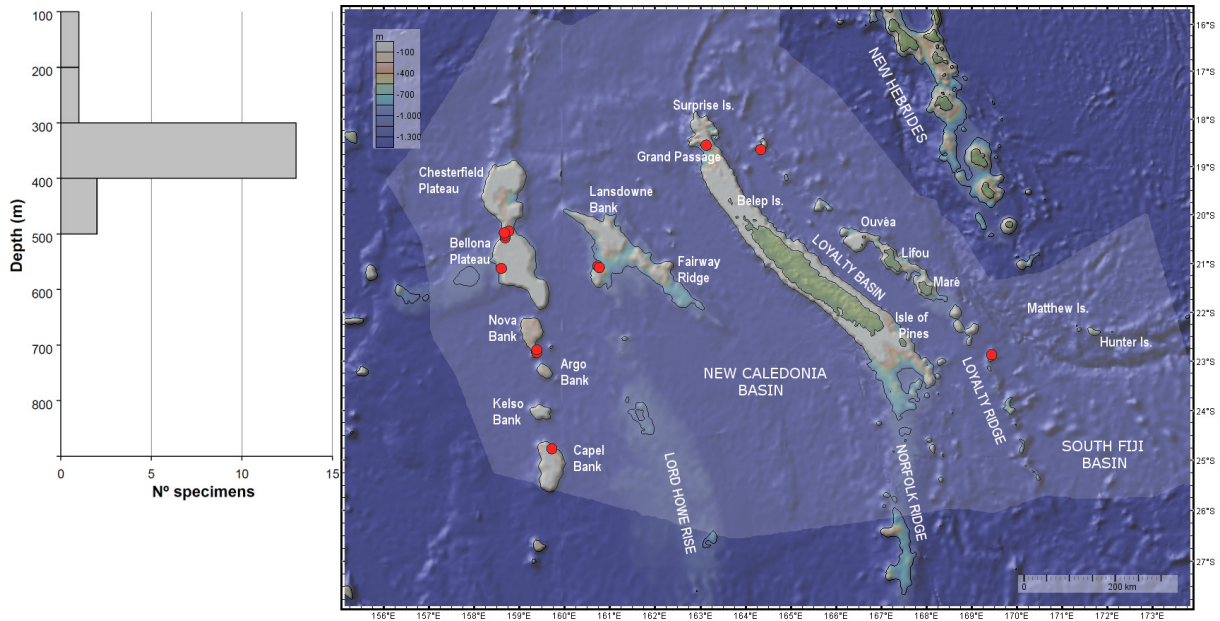 100
200
300
400
500
600
700
800
Depth (m)
0
5
10
15
Nº specimens
m
-100
-400
-700
-1.000
-1.300
Surprise Is.
Grand Passage
Chesterfield
Plateau
Lansdowne
Bank
Belep Is.
Bellona
Plateau
Fairway
Ridge
Nova
Bank
Argo
Bank
Kelso
Bank
Capel
Bank
NEW HEBRIDES
Ouvéa
Lifou
Maré
LOYALTY BASIN
Isle of
Pines
Matthew Is.
Hunter Is.
NEW CALEDONIA
BASIN
LOYALTY RIDGE
SOUTH FIJI
BASIN
LORD HOWE RISE
NORFOLK RIDGE
0
200 km
16°S
17°S
18°S
19°S
20°S
21°S
22°S
23°S
24°S
25°S
26°S
27°S
156°E
157°E
158°E
159°E
160°E
161°E
162°E
163°E
164°E
165°E
166°E
167°E
168°E
169°E
170°E
171°E
172°E
173°E